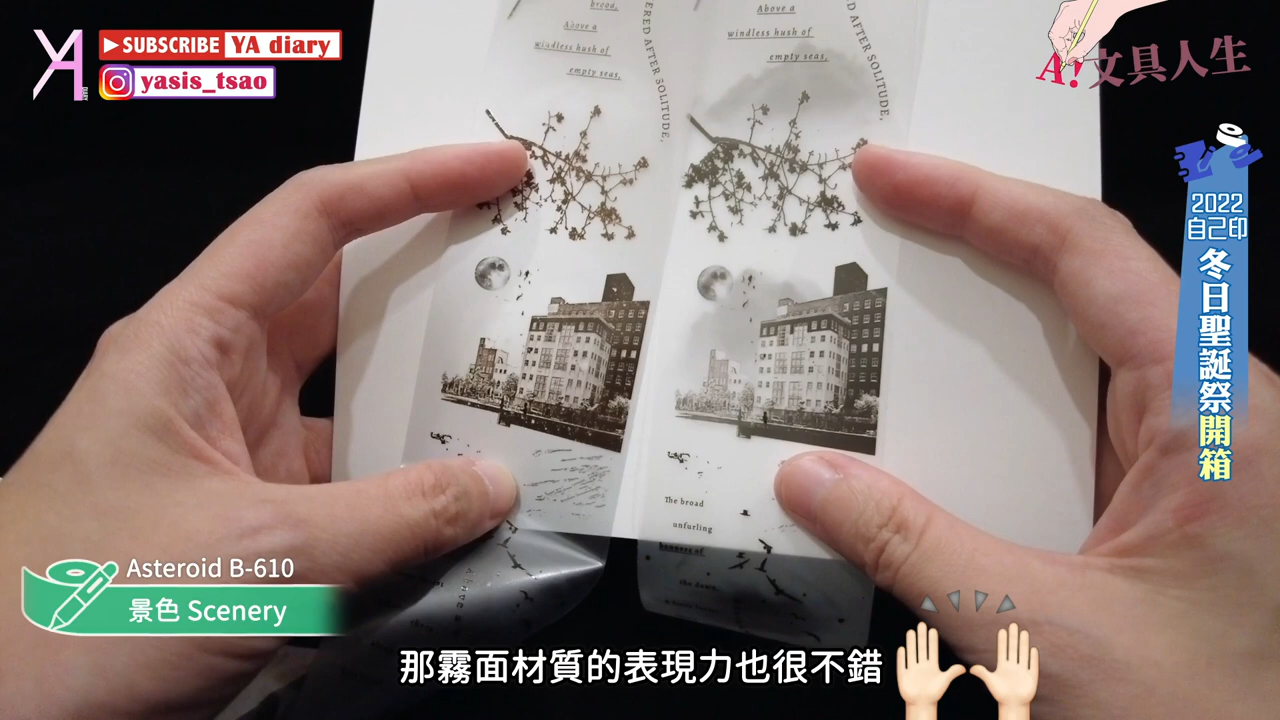 YA
DIARY
SUBSCRIBE YA diary
yasis_tsao
A!文具人生
2022
自己印
冬日聖誕祭開箱
brood,
Above a
windless hush of
empty seas,
ERED AFTER SOLITUDE,
Above a
windless hush of
empty seas,
D AFTER SOLITUDE,
The broad
unfurling
banners of
the dawn,
Asteroid B-610
景色 Scenery
那霧面材質的表現力也很不錯